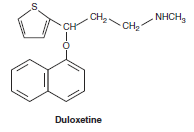 S
CH2
NHCH3
CH
CH2
O
Duloxetine